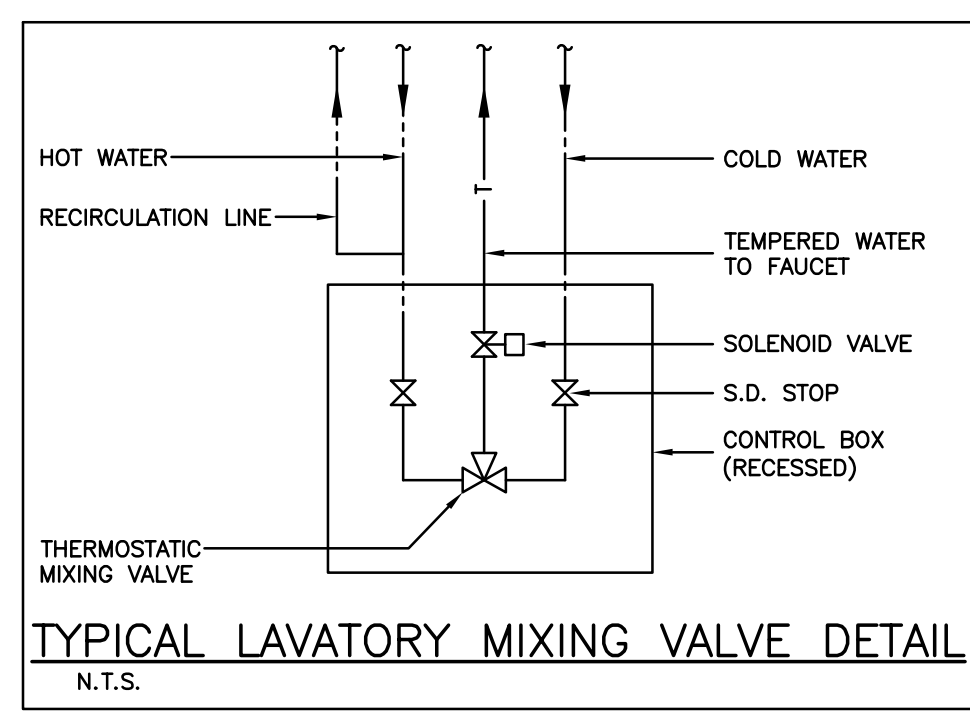 HOT WATER
COLD WATER
RECIRCULATION LINE
T
TEMPERED WATER
TO FAUCET
SOLENOID VALVE
S.D. STOP
CONTROL BOX
(RECESSED)
THERMOSTATIC
MIXING VALVE
TYPICAL LAVATORY MIXING VALVE DETAIL
N.T.S.